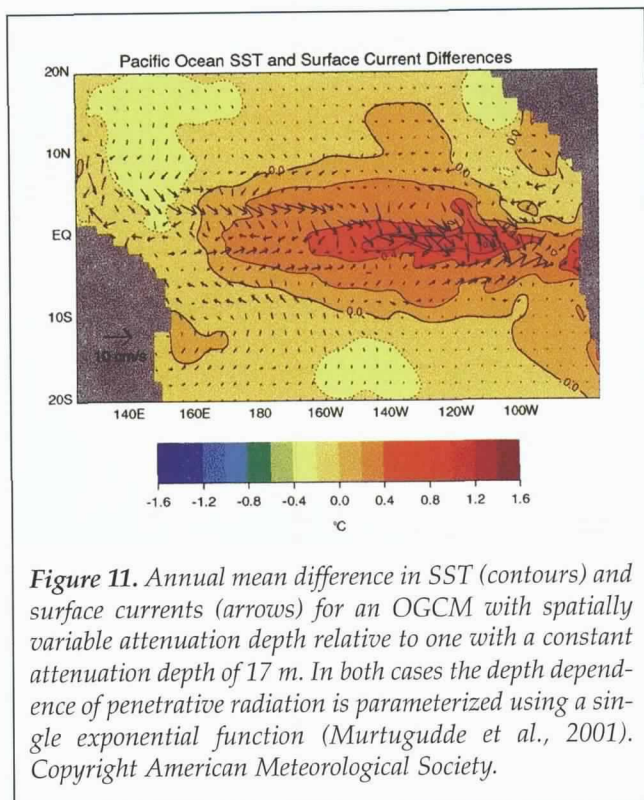 Pacific Ocean SST and Surface Current Differences
20N
10N
EQ
10S
20S
0.0
0.0
0.0
0.0
10 cm/s
140E 160E 180 160W 140W 120W 100W
-1.6 -1.2 -0.8 -0.4 0.0 0.4 0.8 1.2 1.6
°C
Figure 11. Annual mean difference in SST (contours) and
surface currents (arrows) for an OGCM with spatially
variable attenuation depth relative to one with a constant
attenuation depth of 17 m. In both cases the depth depend-
ence of penetrative radiation is parameterized using a sin-
gle exponential function (Murtugudde et al., 2001).
Copyright American Meteorological Society.